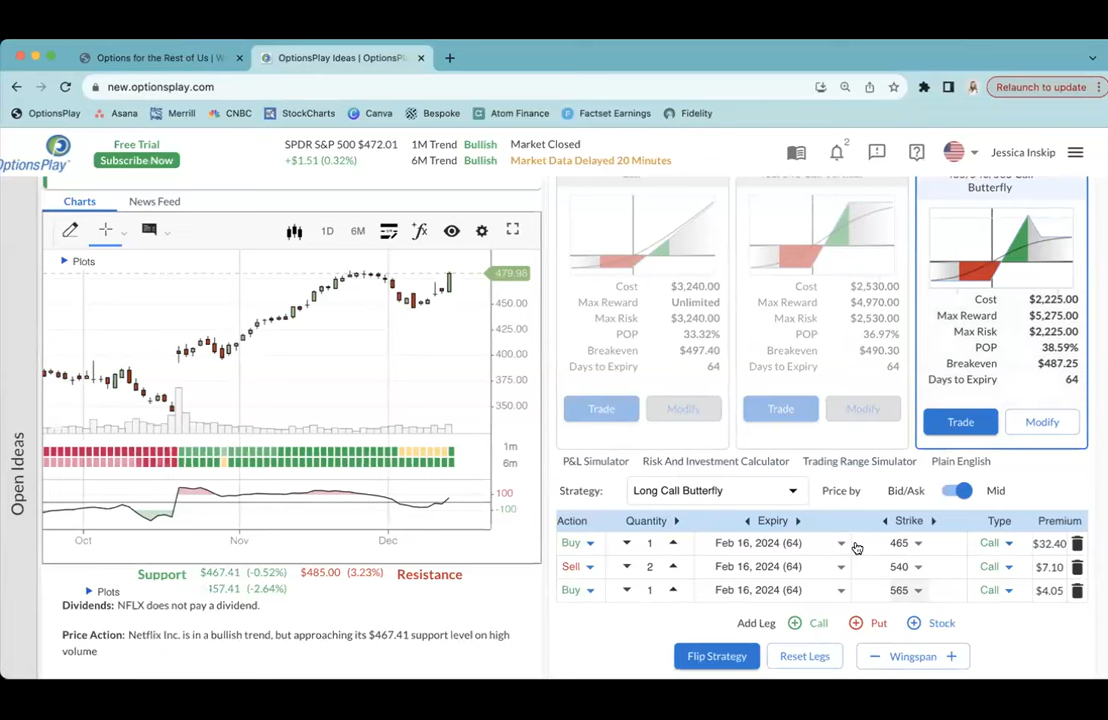 Options for the Rest of Us | W
OptionsPlay Ideas | OptionsPl
new.optionsplay.com
Relaunch to update
OptionsPlay
Asana
Merrill
CNBC
StockCharts
Canva
Bespoke
Atom Finance
Factset Earnings
Fidelity
OptionsPlay
Free Trial
Subscribe Now
SPDR S&P 500 $472.01
+$1.51 (0.32%)
1M Trend Bullish
6M Trend Bullish
Market Closed
Market Data Delayed 20 Minutes
2
Jessica Inskip
Open Ideas
Charts
News Feed
1D
6M
Plots
479.98
450.00
425.00
400.00
375.00
350.00
1m
6m
100
-100
Oct
Nov
Dec
Support
$467.41 (-0.52%)
$485.00 (3.23%)
Resistance
Plots
457.41 (-2.64%)
Dividends: NFLX does not pay a dividend.
Price Action: Netflix Inc. is in a bullish trend, but approaching its $467.41 support level on high
volume
Cost $3,240.00
Max Reward Unlimited
Max Risk $3,240.00
POP 33.32%
Breakeven $497.40
Days to Expiry 64
Trade
Modify
Call Vertical
Cost $2,530.00
Max Reward $4,970.00
Max Risk $2,530.00
POP 36.97%
Breakeven $490.30
Days to Expiry 64
Trade
Modify
Butterfly
Cost $2,225.00
Max Reward $5,275.00
Max Risk $2,225.00
POP 38.59%
Breakeven $487.25
Days to Expiry 64
Trade
Modify
P&L Simulator
Risk And Investment Calculator
Trading Range Simulator
Plain English
Strategy: Long Call Butterfly
Price by Bid/Ask Mid
Action Quantity Expiry Strike Type Premium
Buy 1 Feb 16, 2024 (64) 465 Call $32.40
Sell 2 Feb 16, 2024 (64) 540 Call $7.10
Buy 1 Feb 16, 2024 (64) 565 Call $4.05
Add Leg Call Put Stock
Flip Strategy
Reset Legs
Wingspan